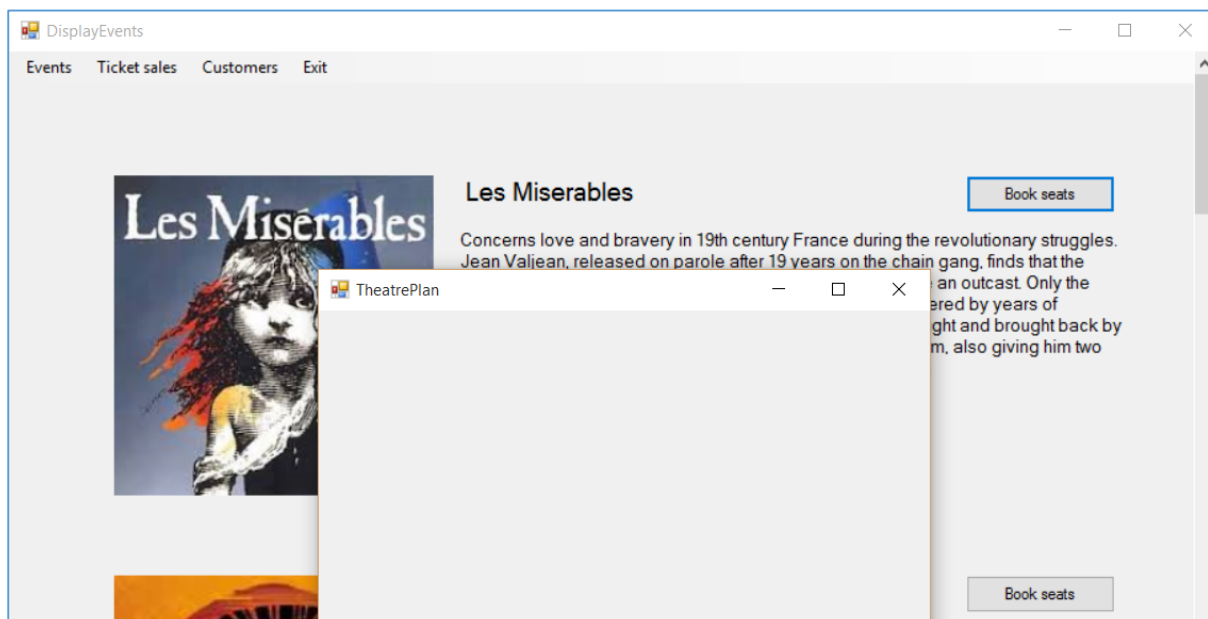 DisplayEvents
Events Ticket sales Customers Exit
Les Misérables
Les Miserables
Book seats
Concerns love and bravery in 19th century France during the revolutionary struggles.
Jean Valjean, released on parole after 19 years on the chain gang, finds that the
an outcast. Only the
ered by years of
ght and brought back by
m, also giving him two
TheatrePlan
Book seats